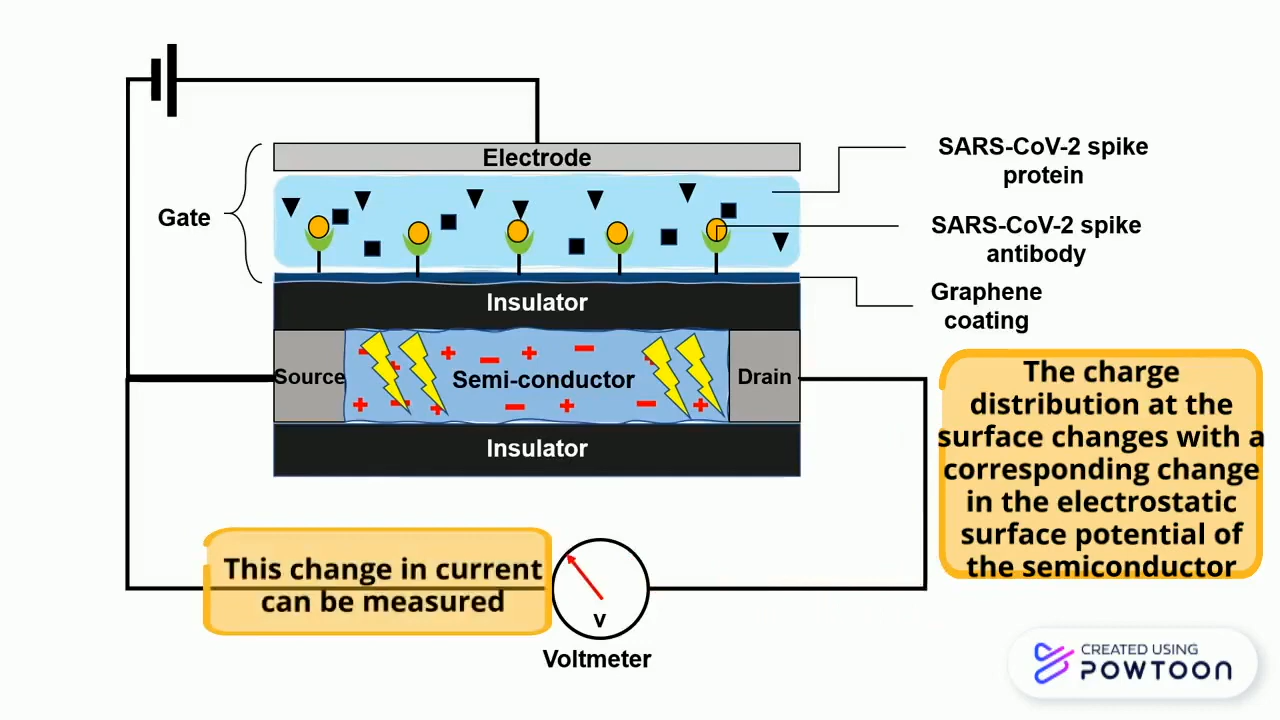 Electrode
SARS-CoV-2 spike
protein
Gate
SARS-CoV-2 spike
antibody
Graphene
coating
Insulator
Source
Semi-conductor
Drain
Insulator
The charge
distribution at the
surface changes with a
corresponding change
in the electrostatic
surface potential of
the semiconductor
This change in current
can be measured
V
Voltmeter
CREATED USING
POWTOON